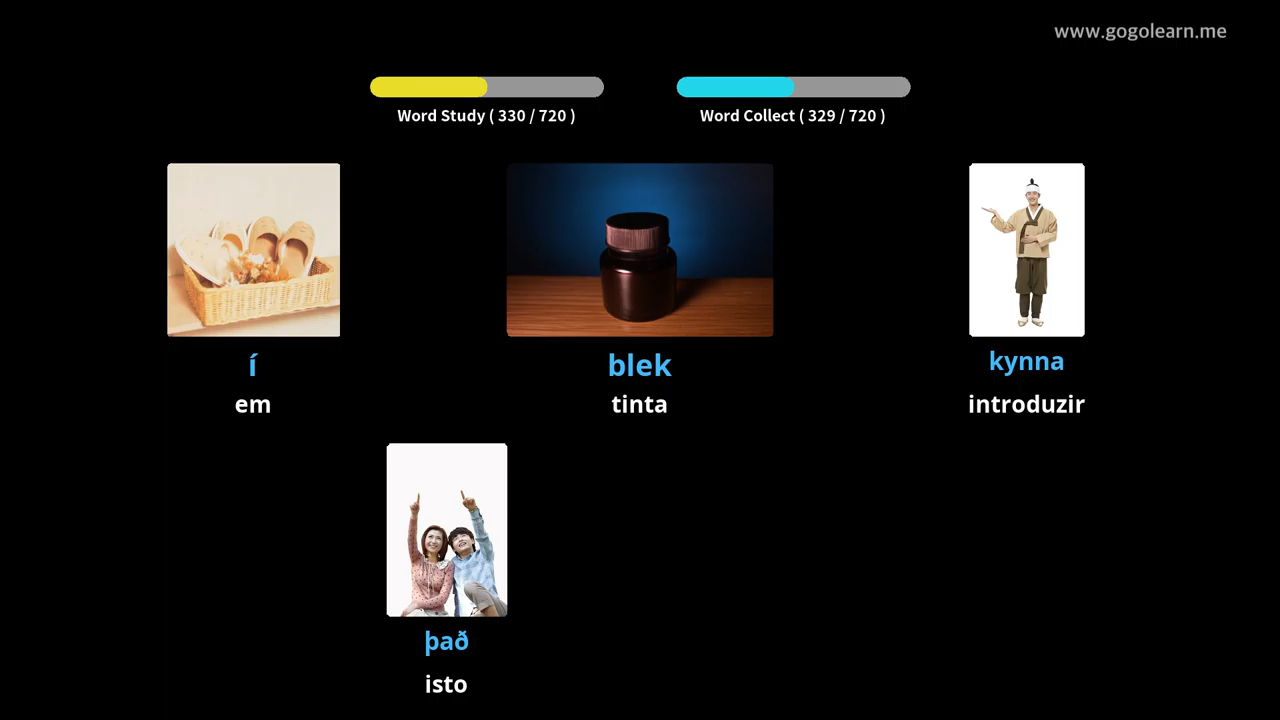 www.gogolearn.me
Word Study ( 330 / 720 )
Word Collect ( 329 / 720 )
í
blek
kynna
em
tinta
introduzir
það
isto